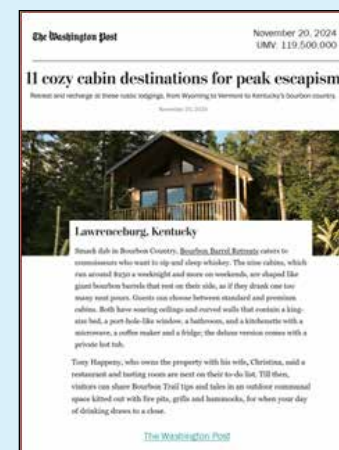 The Washington Post
November 20, 2024
UMV: 119,500,000
11 cozy cabin destinations for peak escapism
Retreat and recharge at these rustic lodgings, from Wyoming to Vermont to Kentucky's bourbon country.
November 20, 2024
Lawrenceburg, Kentucky
Smack dab in Bourbon Country, Bourbon Barrel Retreats caters to
connoisseurs who want to sip and sleep whiskey. The nine cabins, which
run around $250 a weeknight and more on weekends, are shaped like
giant bourbon barrels that rest on their side, as if they drank one too
many neat pours. Guests can choose between standard and premium
cabins. Both have soaring ceilings and curved walls that contain a king-
size bed, a port-hole-like window, a bathroom, and a kitchenette with a
microwave, a coffee maker and a fridge; the deluxe version comes with a
private hot tub.
Tony Happeny, who owns the property with his wife, Christina, said a
restaurant and tasting room are next on their to-do list. Till then,
visitors can share Bourbon Trail tips and tales in an outdoor communal
space kitted out with fire pits, grills and hammocks, for when your day
of drinking draws to a close.
The Washington Post